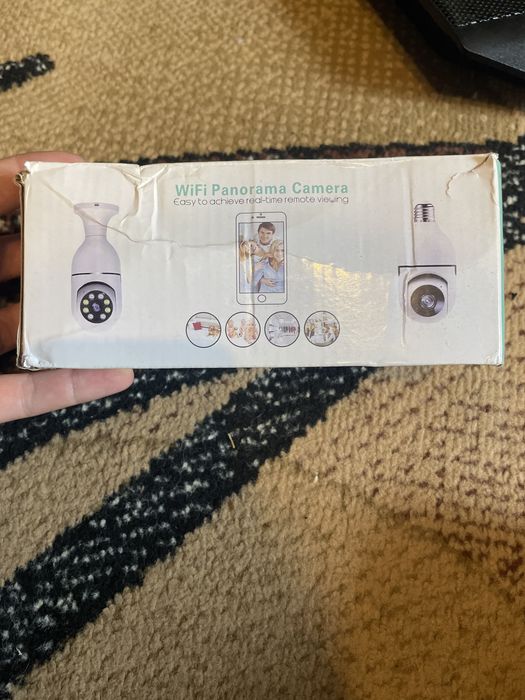 WiFi Panorama Camera
Easy to achieve real-time remote viewing